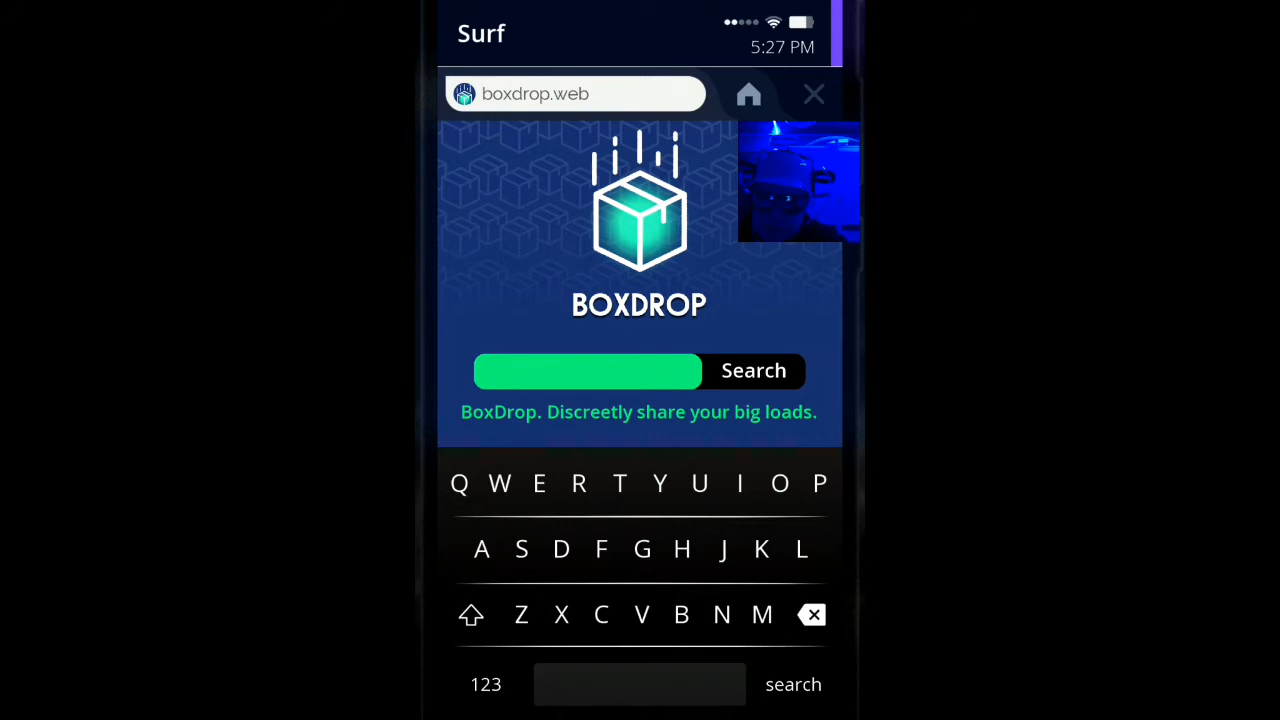 Surf
5:27 PM
boxdrop.web
BOXDROP
Search
BoxDrop. Discreetly share your big loads.
Q W E R T Y U I O P
A S D F G H J K L
Z X C V B N M
123 search